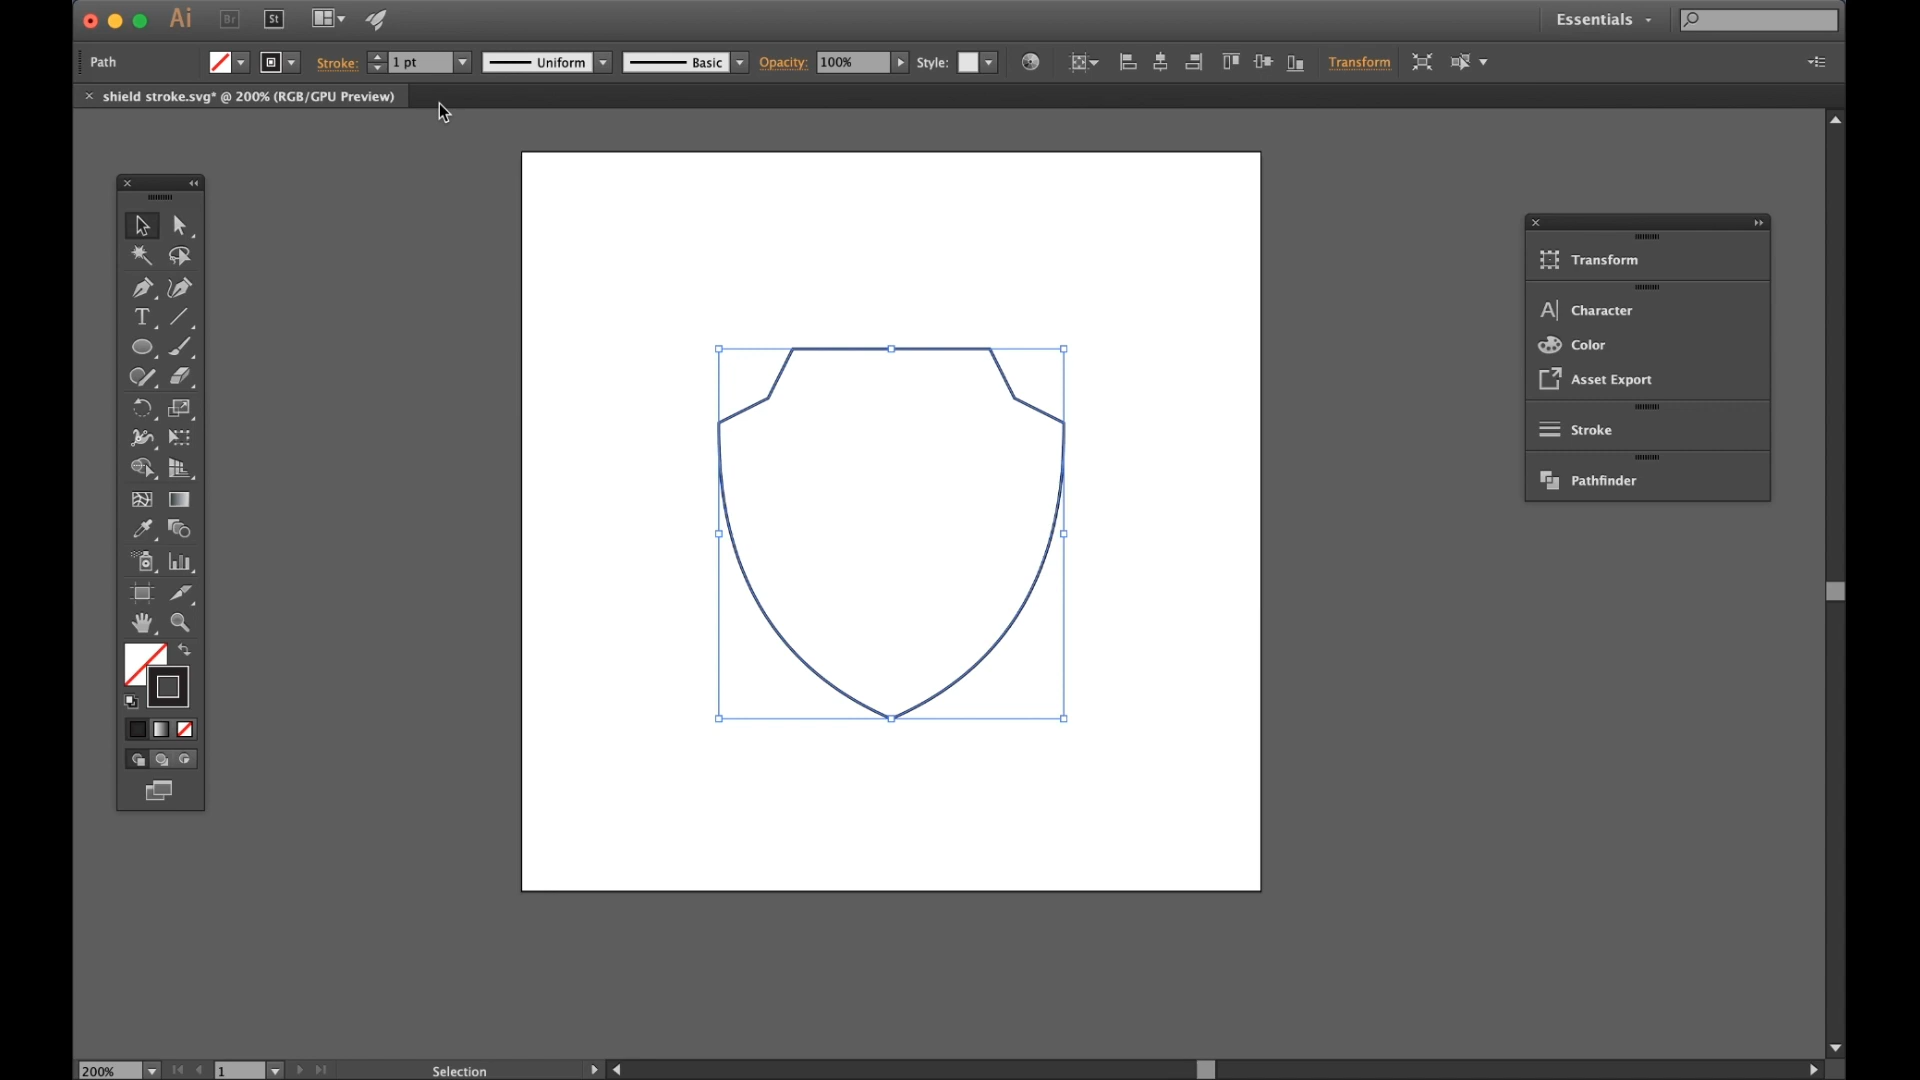 Ai Br St Essentials
Path Stroke: 1 pt Uniform Basic Opacity: 100% Style: Transform
shield stroke.svg* @ 200% (RGB/GPU Preview)
Transform
Character
Color
Asset Export
Stroke
Pathfinder
200% 1 Selection